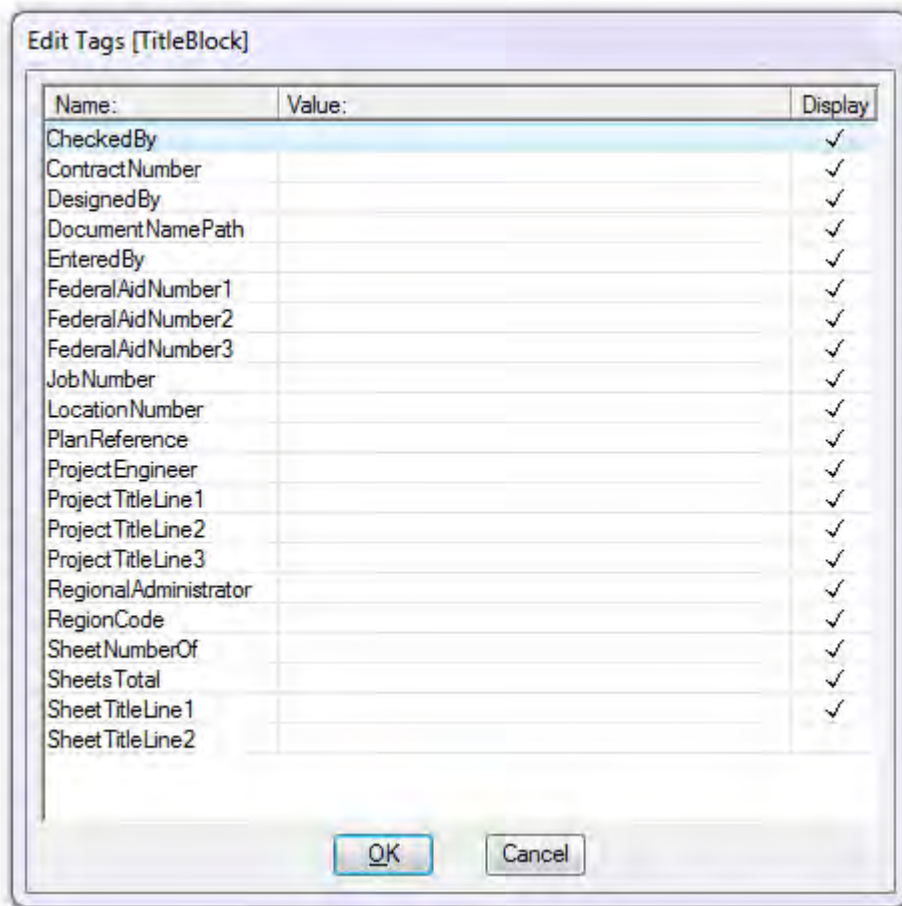 Edit Tags [TitleBlock]
Name: Value: Display
CheckedBy ✓
ContractNumber ✓
DesignedBy ✓
DocumentNamePath ✓
EnteredBy ✓
FederalAidNumber1 ✓
FederalAidNumber2 ✓
FederalAidNumber3 ✓
JobNumber ✓
LocationNumber ✓
PlanReference ✓
ProjectEngineer ✓
ProjectTitleLine1 ✓
ProjectTitleLine2 ✓
ProjectTitleLine3 ✓
RegionalAdministrator ✓
RegionCode ✓
SheetNumberOf ✓
SheetsTotal ✓
SheetTitleLine1 ✓
SheetTitleLine2
OK Cancel